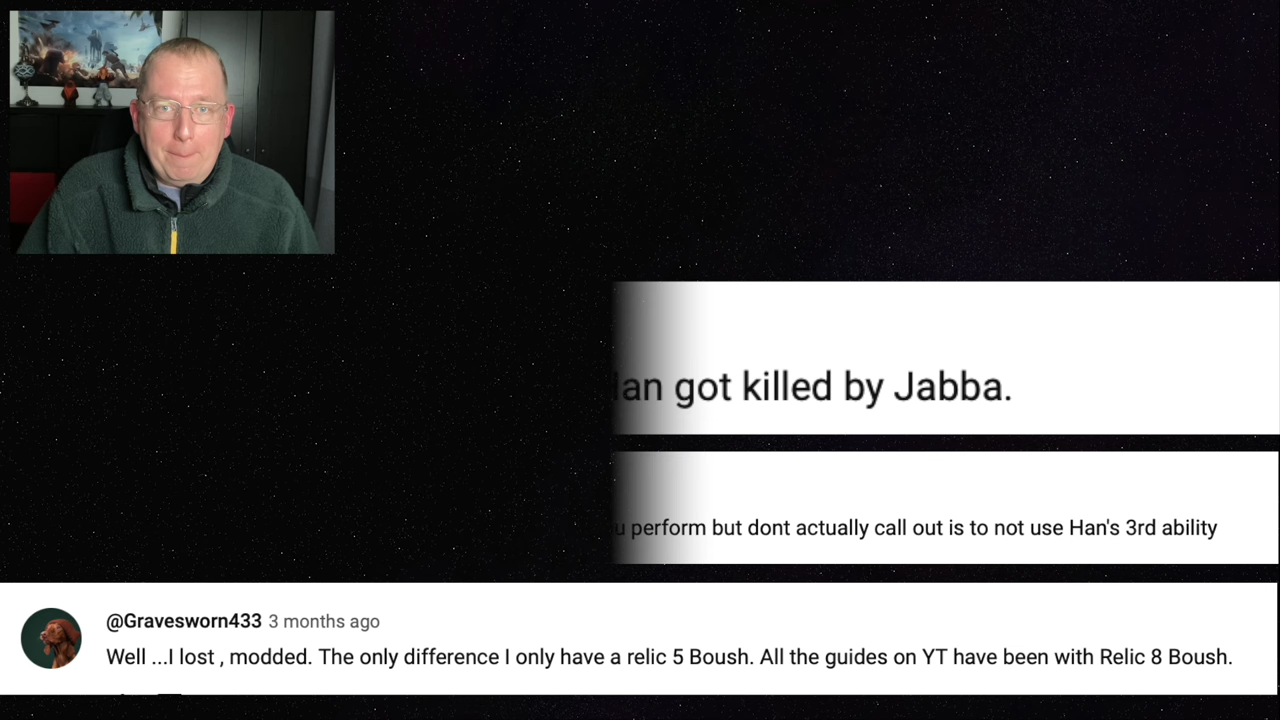 got killed by Jabba.
perform but dont actually call out is to not use Han's 3rd ability
@Gravesworn433 3 months ago
Well ...I lost , modded. The only difference I only have a relic 5 Boush. All the guides on YT have been with Relic 8 Boush.